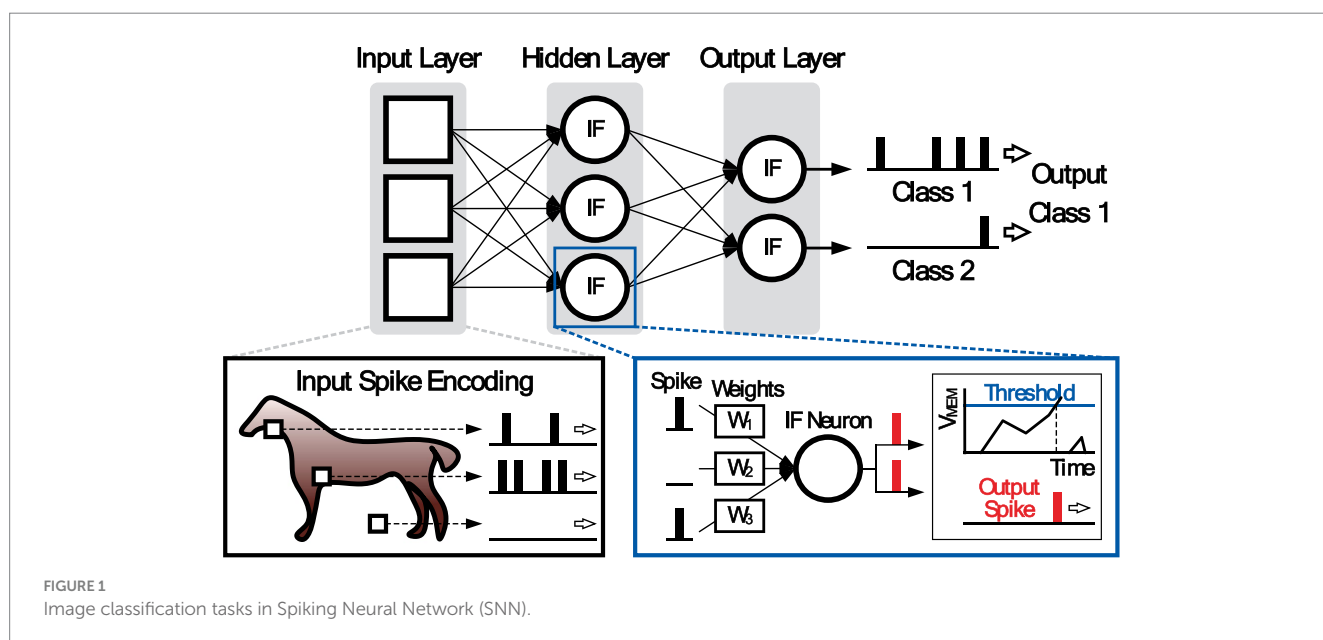 Input Layer
Hidden Layer
Output Layer
IF
IF
IF
IF
IF
Class 1
Class 2
Output
Class 1
Input Spike Encoding
Spike
Weights
W1
W2
W3
IF Neuron
VMEM
Threshold
Time
Output
Spike
FIGURE 1
Image classification tasks in Spiking Neural Network (SNN).